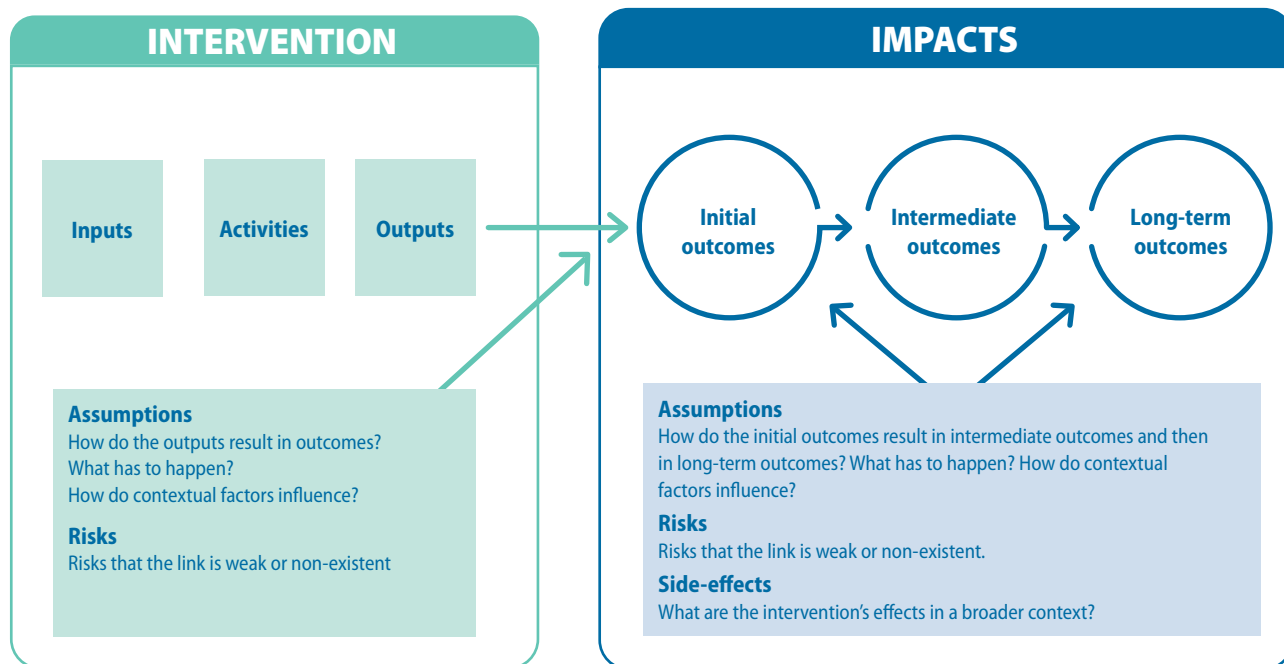 INTERVENTION
Inputs
Activities
Outputs
Assumptions
How do the outputs result in outcomes?
What has to happen?
How do contextual factors influence?
Risks
Risks that the link is weak or non-existent
IMPACTS
Initial
outcomes
Intermediate
outcomes
Long-term
outcomes
Assumptions
How do the initial outcomes result in intermediate outcomes and then
in long-term outcomes? What has to happen? How do contextual
factors influence?
Risks
Risks that the link is weak or non-existent.
Side-effects
What are the intervention’s effects in a broader context?